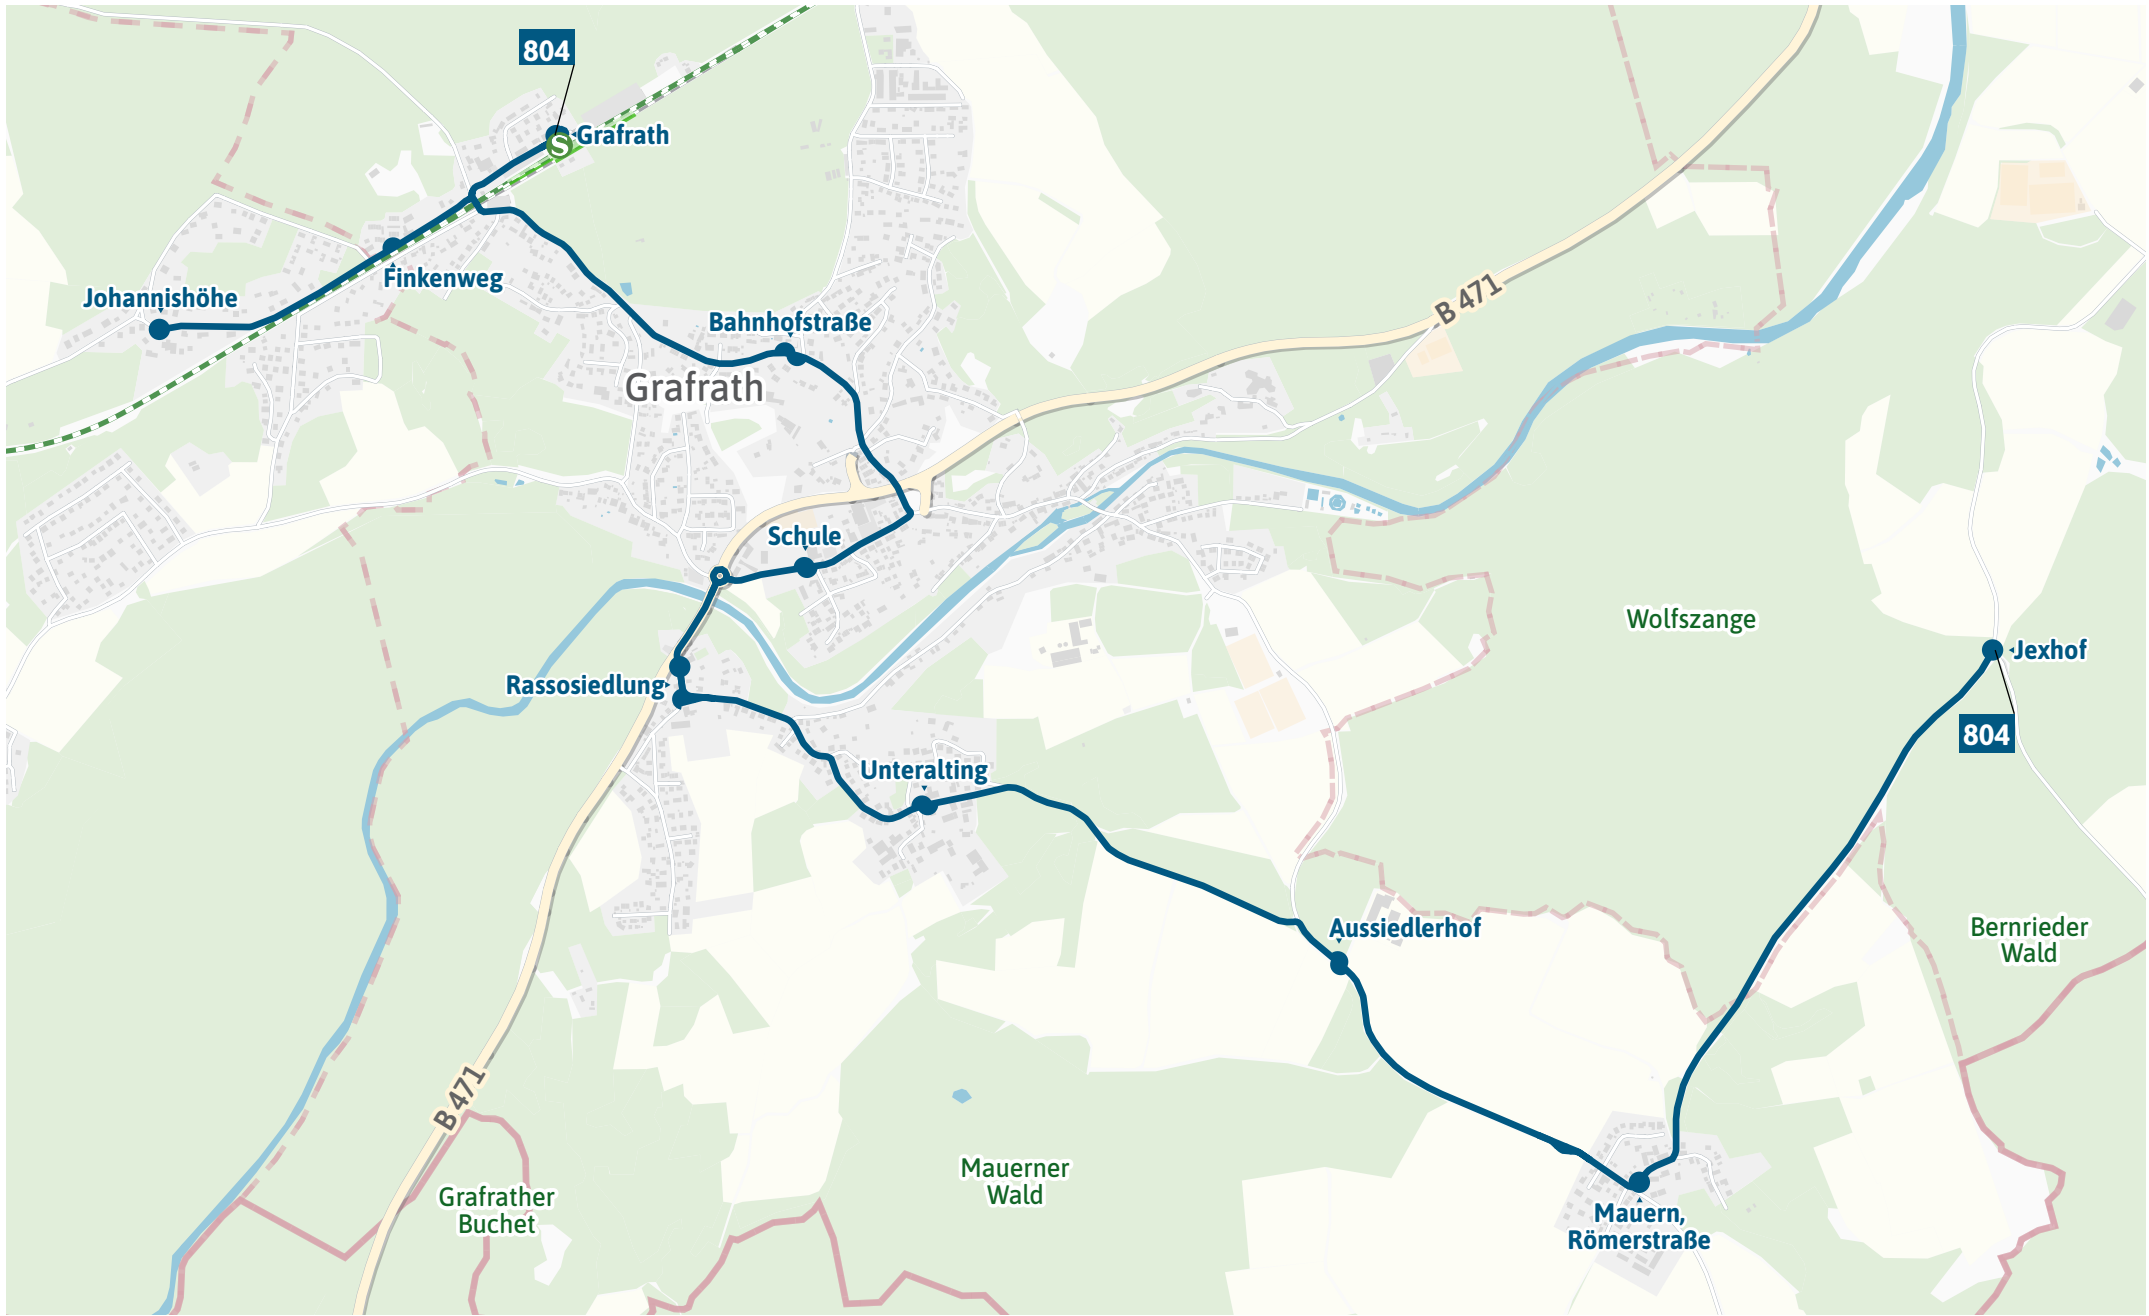 804
S
Grafrath
Finkenweg
Johannishöhe
Bahnhofstraße
B 471
Grafrath
Schule
Wolfszange
Jexhof
Rassosiedlung
804
Unteralting
Aussiedlerhof
Bernrieder
Wald
B 471
Mauerner
Wald
Grafrather
Buchet
Mauern,
Römerstraße